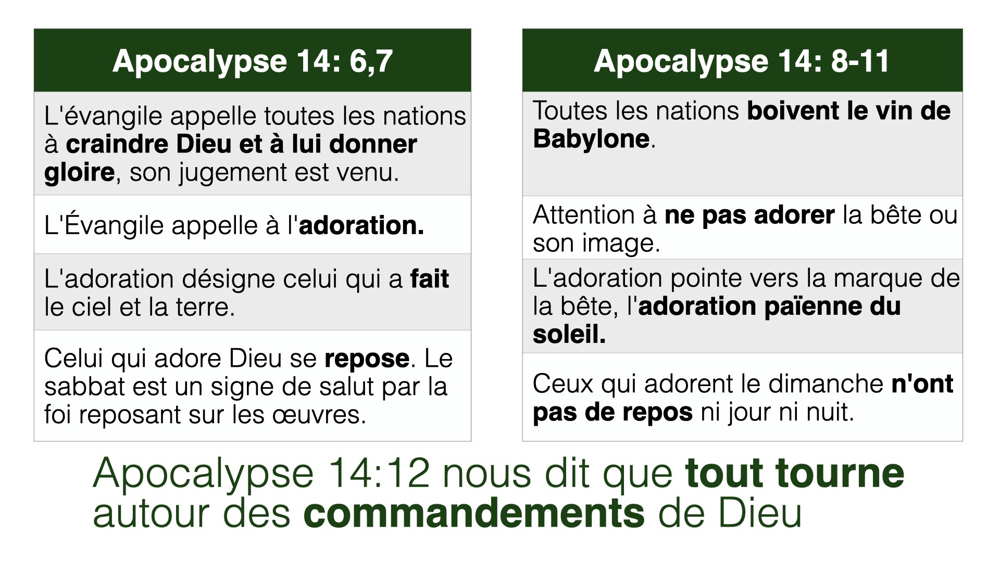 Apocalypse 14: 6,7
L'évangile appelle toutes les nations
à craindre Dieu et à lui donner
gloire, son jugement est venu.
L'Évangile appelle à l'adoration.
L'adoration désigne celui qui a fait
le ciel et la terre.
Celui qui adore Dieu se repose. Le
sabbat est un signe de salut par la
foi reposant sur les œuvres.
Apocalypse 14: 8-11
Toutes les nations boivent le vin de
Babylone.
Attention à ne pas adorer la bête ou
son image.
L'adoration pointe vers la marque de
la bête, l'adoration païenne du
soleil.
Ceux qui adorent le dimanche n'ont
pas de repos ni jour ni nuit.
Apocalypse 14:12 nous dit que tout tourne
autour des commandements de Dieu